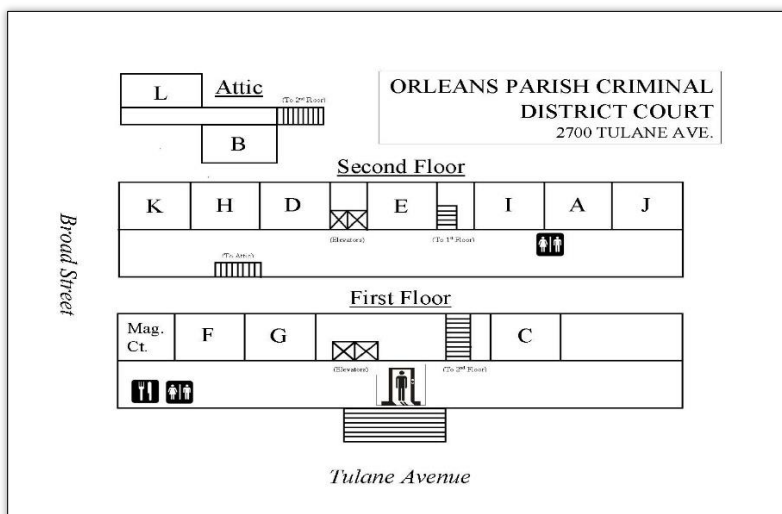 ORLEANS PARISH CRIMINAL
DISTRICT COURT
2700 TULANE AVE.
Attic
L
(To 2nd Floor)
B
Second Floor
K H D E I A J
(Elevators) (To 1st Floor)
(To Attic)
Broad Street
First Floor
Mag.
Ct. F G C
(Elevators) (To 2nd Floor)
Tulane Avenue